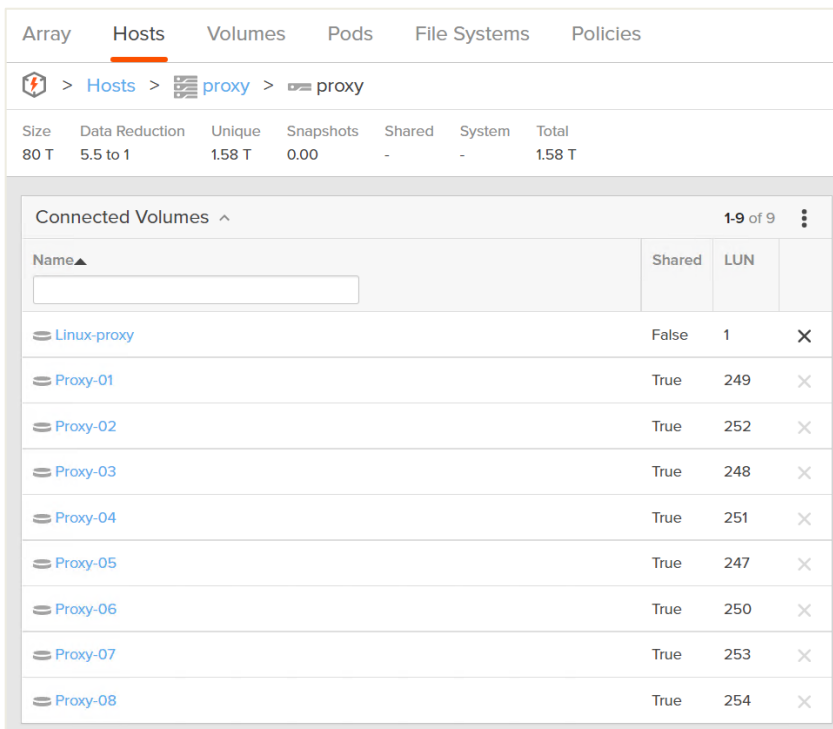 Array Hosts Volumes Pods File Systems Policies
> Hosts > proxy > proxy
Size Data Reduction Unique Snapshots Shared System Total
80 T 5.5 to 1 1.58 T 0.00 - - 1.58 T
Connected Volumes 1-9 of 9
Name Shared LUN
Linux-proxy False 1
Proxy-01 True 249
Proxy-02 True 252
Proxy-03 True 248
Proxy-04 True 251
Proxy-05 True 247
Proxy-06 True 250
Proxy-07 True 253
Proxy-08 True 254